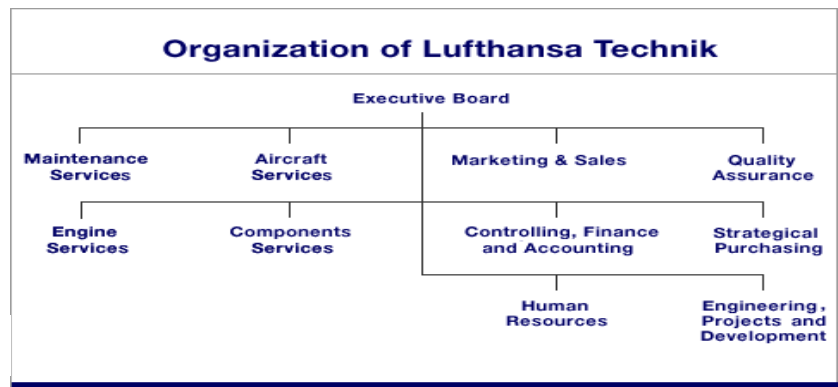 Organization of Lufthansa Technik
Executive Board
Maintenance
Services
Aircraft
Services
Marketing & Sales
Quality
Assurance
Engine
Services
Components
Services
Controlling, Finance
and Accounting
Strategical
Purchasing
Human
Resources
Engineering,
Projects and
Development